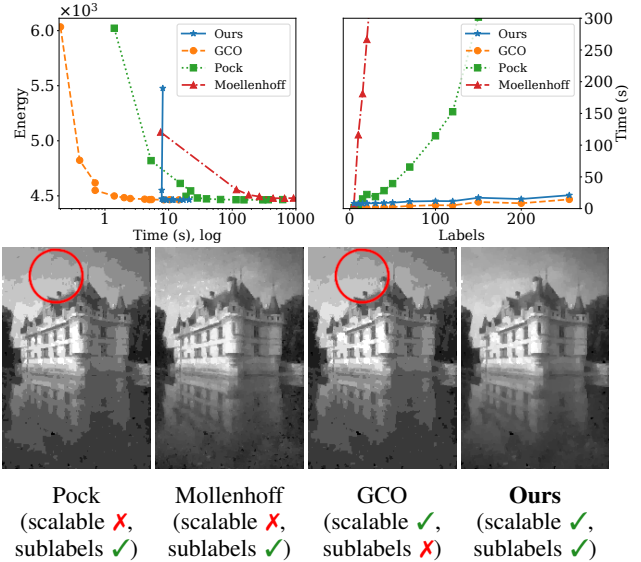 ×10³
6.0
5.5
5.0
4.5
Energy
1
10
100
1000
Time (s), log
Ours
GCO
Pock
Moellenhoff
Ours
GCO
Pock
Moellenhoff
300
250
200
150
100
50
0
Time (s)
0
100
200
Labels
Pock
(scalable ✗,
sublabels ✓)
Mollenhoff
(scalable ✗,
sublabels ✓)
GCO
(scalable ✓,
sublabels ✗)
Ours
(scalable ✓,
sublabels ✓)